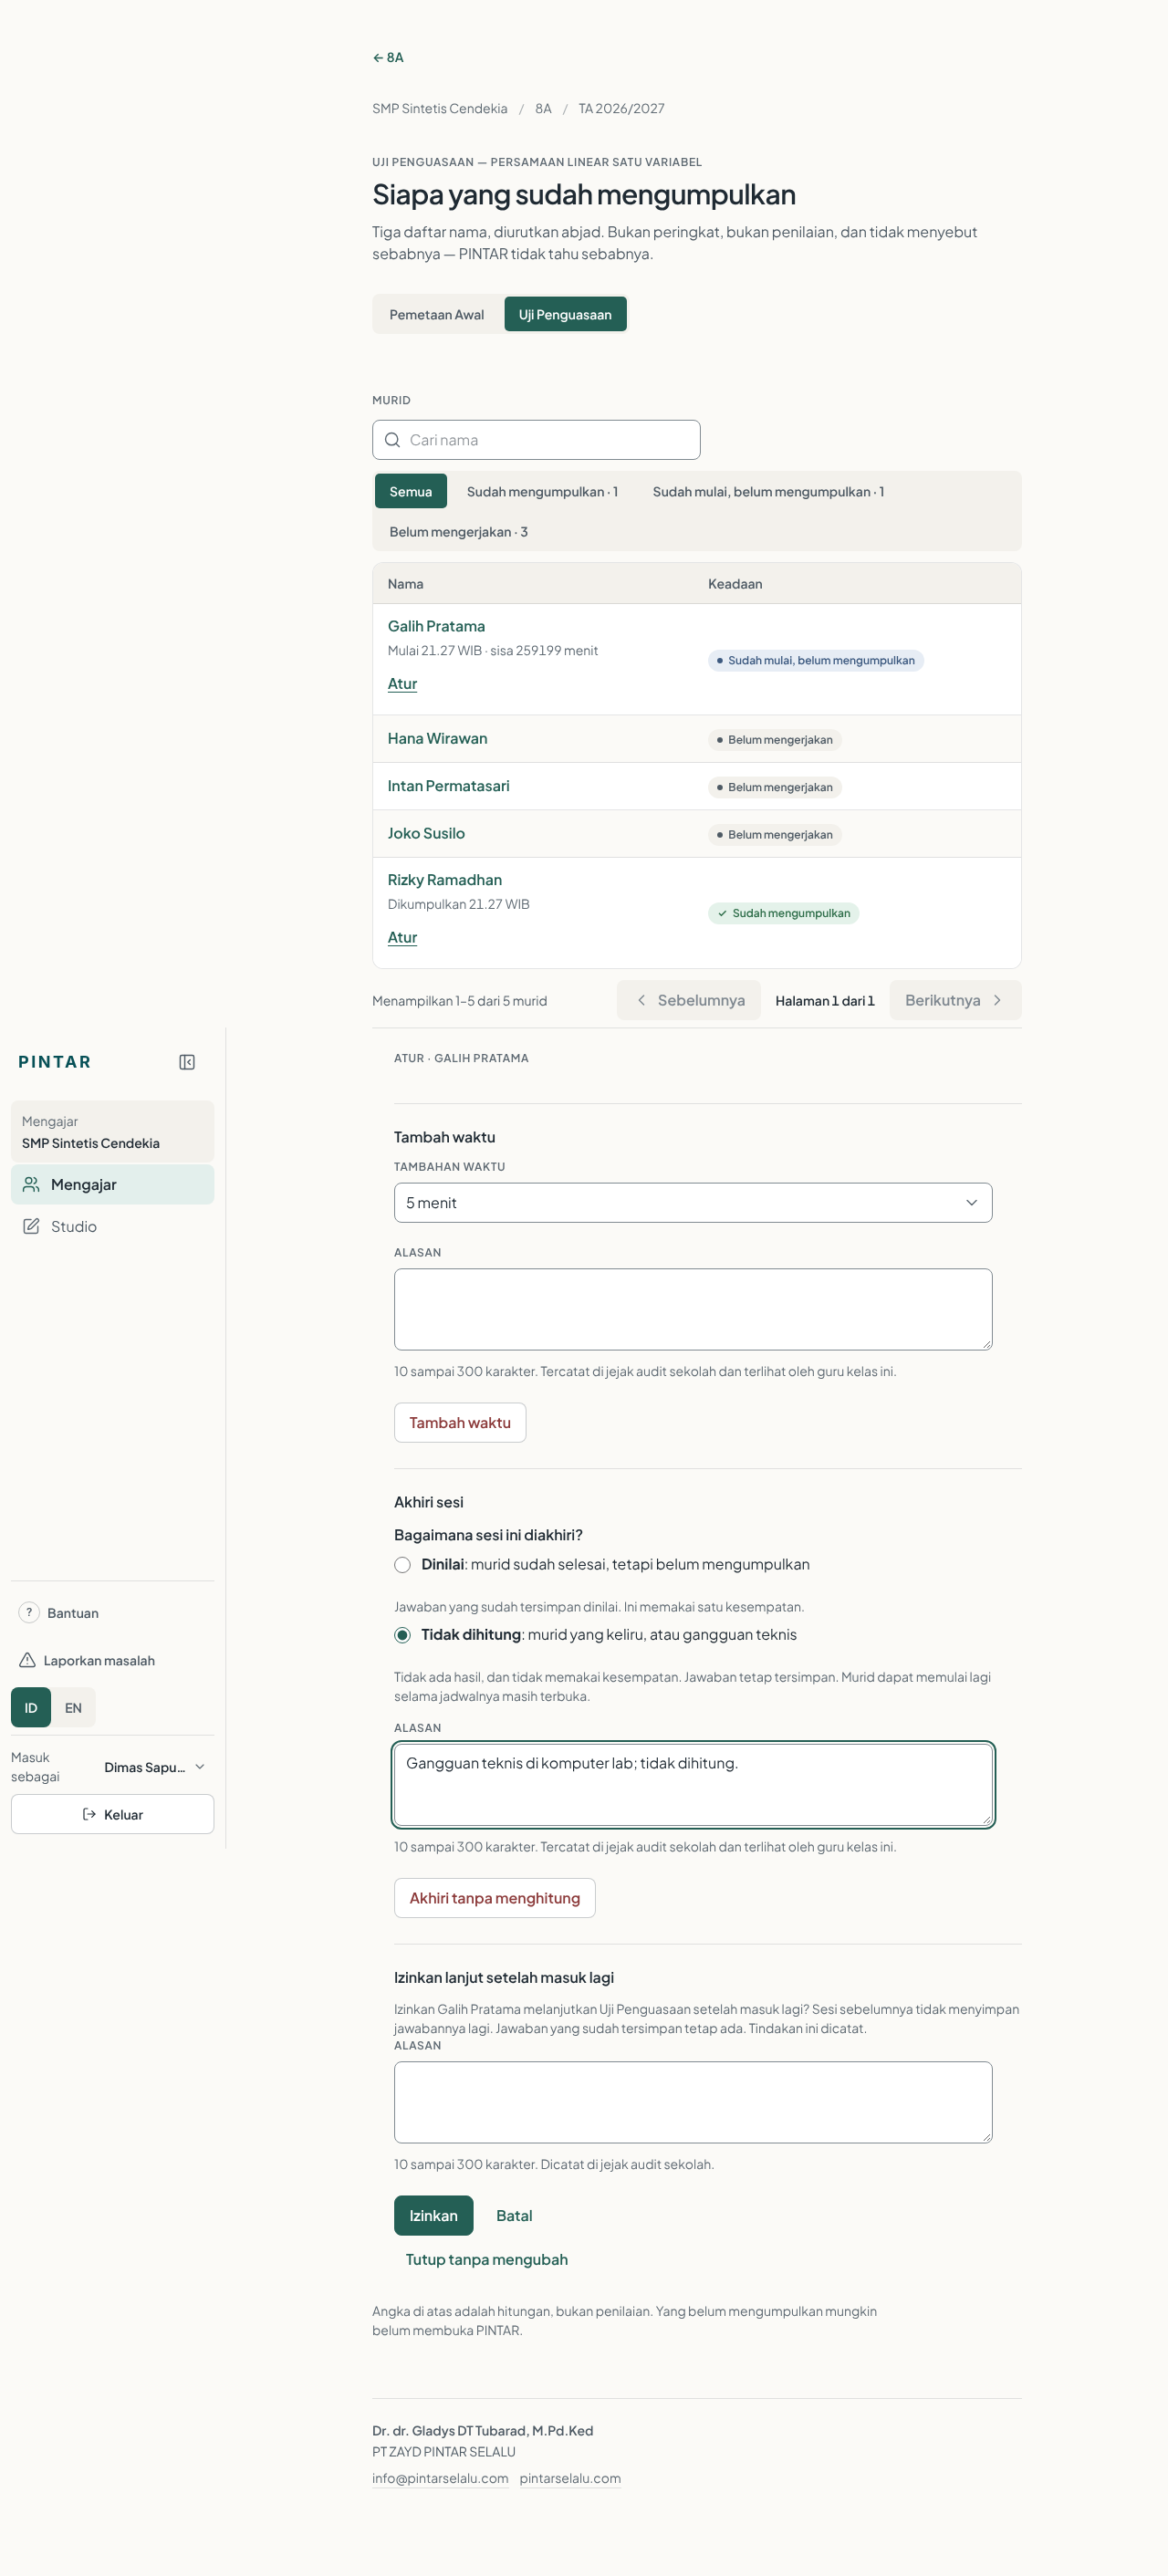 ← 8A
SMP Sintetis Cendekia / 8A / TA 2026/2027
UJI PENGUASAAN — PERSAMAAN LINEAR SATU VARIABEL
Siapa yang sudah mengumpulkan
Tiga daftar nama, diurutkan abjad. Bukan peringkat, bukan penilaian, dan tidak menyebut
sebabnya — PINTAR tidak tahu sebabnya.
Pemetaan Awal
Uji Penguasaan
MURID
Cari nama
Semua
Sudah mengumpulkan · 1
Sudah mulai, belum mengumpulkan · 1
Belum mengerjakan · 3
Nama
Keadaan
Galih Pratama
Mulai 21.27 WIB · sisa 259199 menit
Atur
Sudah mulai, belum mengumpulkan
Hana Wirawan
Belum mengerjakan
Intan Permatasari
Belum mengerjakan
Joko Susilo
Belum mengerjakan
Rizky Ramadhan
Dikumpulkan 21.27 WIB
Atur
Sudah mengumpulkan
Menampilkan 1–5 dari 5 murid
Sebelumnya
Halaman 1 dari 1
Berikutnya
PINTAR
Mengajar
SMP Sintetis Cendekia
Mengajar
Studio
? Bantuan
Laporkan masalah
ID
EN
Masuk
sebagai
Dimas Sapu...
Keluar
ATUR · GALIH PRATAMA
Tambah waktu
TAMBAHAN WAKTU
5 menit
ALASAN
10 sampai 300 karakter. Tercatat di jejak audit sekolah dan terlihat oleh guru kelas ini.
Tambah waktu
Akhiri sesi
Bagaimana sesi ini diakhiri?
Dinilai: murid sudah selesai, tetapi belum mengumpulkan
Jawaban yang sudah tersimpan dinilai. Ini memakai satu kesempatan.
Tidak dihitung: murid yang keliru, atau gangguan teknis
Tidak ada hasil, dan tidak memakai kesempatan. Jawaban tetap tersimpan. Murid dapat memulai lagi
selama jadwalnya masih terbuka.
ALASAN
Gangguan teknis di komputer lab; tidak dihitung.
10 sampai 300 karakter. Tercatat di jejak audit sekolah dan terlihat oleh guru kelas ini.
Akhiri tanpa menghitung
Izinkan lanjut setelah masuk lagi
Izinkan Galih Pratama melanjutkan Uji Penguasaan setelah masuk lagi? Sesi sebelumnya tidak menyimpan
jawabannya lagi. Jawaban yang sudah tersimpan tetap ada. Tindakan ini dicatat.
ALASAN
10 sampai 300 karakter. Dicatat di jejak audit sekolah.
Izinkan
Batal
Tutup tanpa mengubah
Angka di atas adalah hitungan, bukan penilaian. Yang belum mengumpulkan mungkin
belum membuka PINTAR.
Dr. dr. Gladys DT Tubarad, M.Pd.Ked
PT ZAYD PINTAR SELALU
info@pintarselalu.com pintarselalu.com